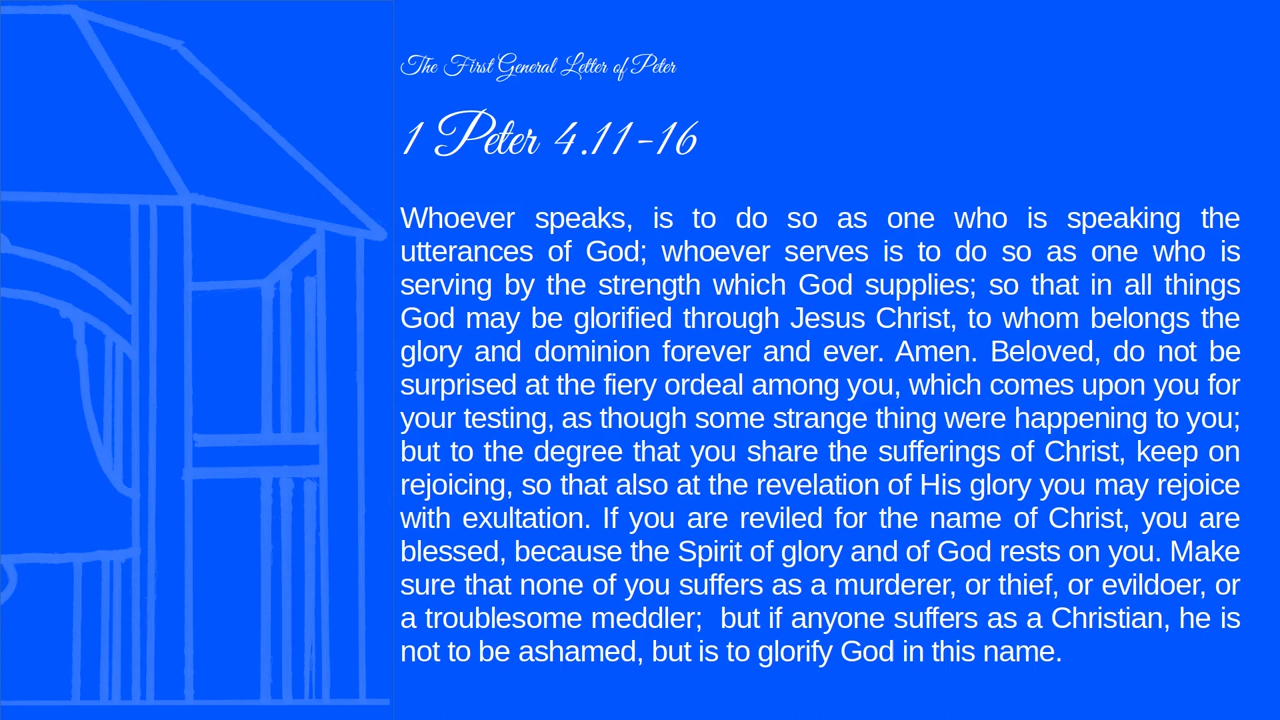 The First General Letter of Peter
1 Peter 4.11-16
Whoever speaks, is to do so as one who is speaking the
utterances of God; whoever serves is to do so as one who is
serving by the strength which God supplies; so that in all things
God may be glorified through Jesus Christ, to whom belongs the
glory and dominion forever and ever. Amen. Beloved, do not be
surprised at the fiery ordeal among you, which comes upon you for
your testing, as though some strange thing were happening to you;
but to the degree that you share the sufferings of Christ, keep on
rejoicing, so that also at the revelation of His glory you may rejoice
with exultation. If you are reviled for the name of Christ, you are
blessed, because the Spirit of glory and of God rests on you. Make
sure that none of you suffers as a murderer, or thief, or evildoer, or
a troublesome meddler;  but if anyone suffers as a Christian, he is
not to be ashamed, but is to glorify God in this name.